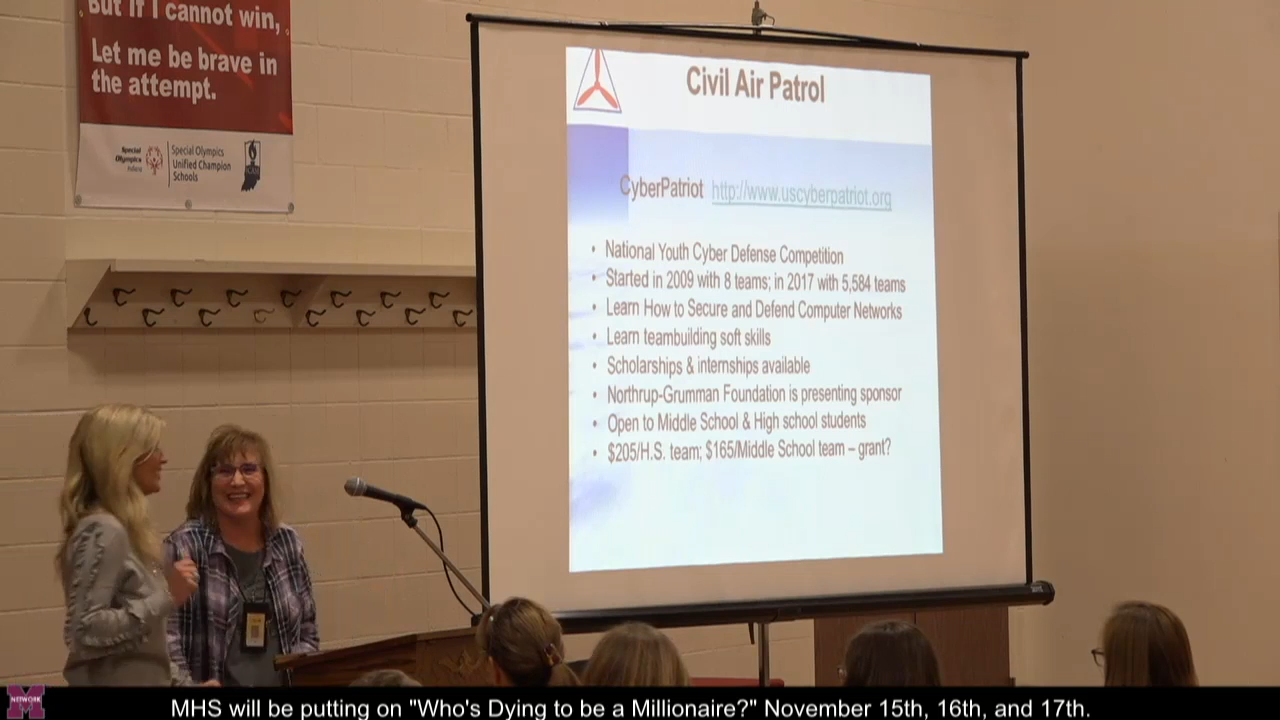 But if I cannot win,
Let me be brave in
the attempt.
Special
Olympics
Indiana
Special Olympics
Unified Champion
Schools
Civil Air Patrol
CyberPatriot http://www.uscyberpatriot.org
• National Youth Cyber Defense Competition
• Started in 2009 with 8 teams; in 2017 with 5,584 teams
• Learn How to Secure and Defend Computer Networks
• Learn teambuilding soft skills
• Scholarships & internships available
• Northrup-Grumman Foundation is presenting sponsor
• Open to Middle School & High school students
• $205/H.S. team; $165/Middle School team – grant?
M
NETWORK
MHS will be putting on "Who's Dying to be a Millionaire?" November 15th, 16th, and 17th.